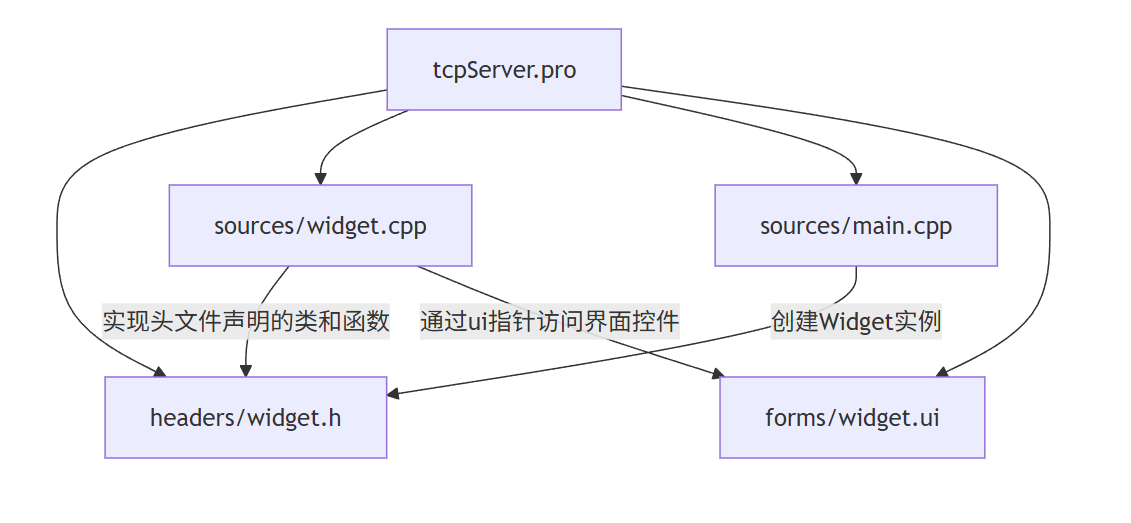 tcpServer.pro
sources/widget.cpp
sources/main.cpp
实现头文件声明的类和函数
通过ui指针访问界面控件
创建Widget实例
headers/widget.h
forms/widget.ui